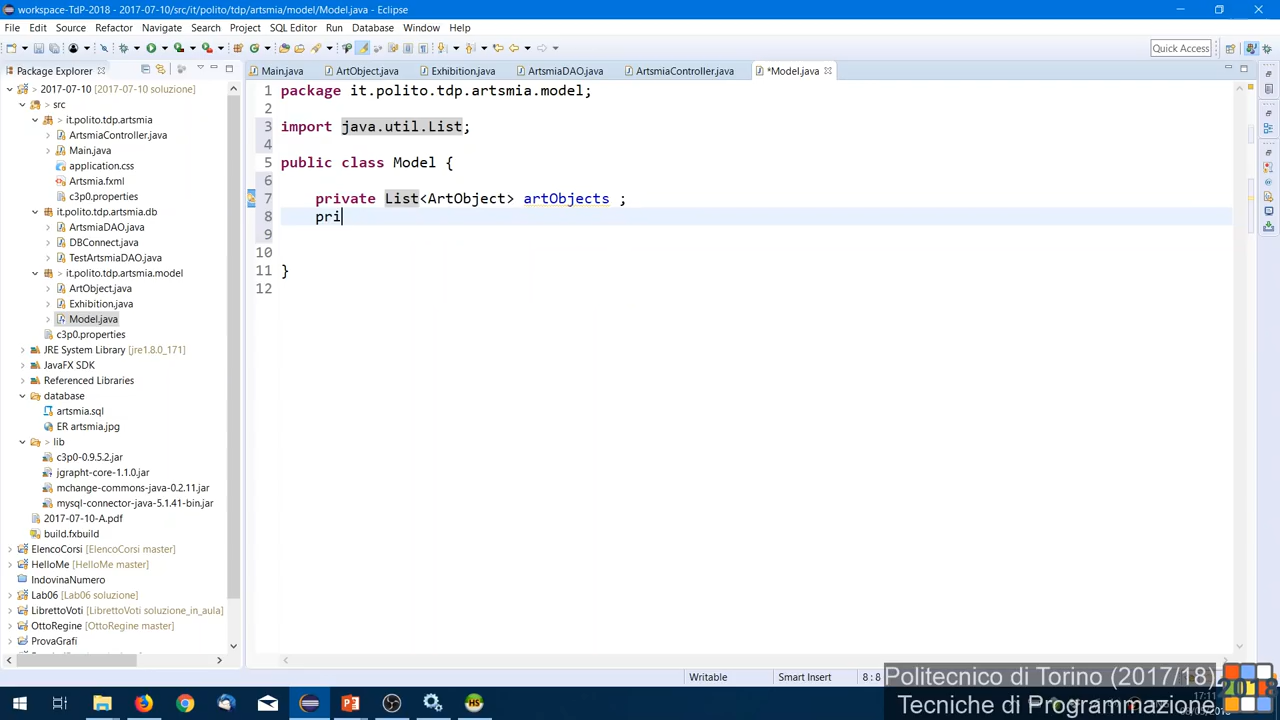 workspace-TdP-2018 - 2017-07-10/src/it/polito/tdp/artsmia/model/Model.java - Eclipse
File Edit Source Refactor Navigate Search Project SQL Editor Run Database Window Help
Quick Access
Package Explorer
Main.java ArtObject.java Exhibition.java ArtsmiaDAO.java ArtsmiaController.java *Model.java
2017-07-10 [2017-07-10 soluzione]
> src
it.polito.tdp.artsmia
ArtsmiaController.java
Main.java
application.css
Artsmia.fxml
c3p0.properties
it.polito.tdp.artsmia.db
ArtsmiaDAO.java
DBConnect.java
TestArtsmiaDAO.java
> it.polito.tdp.artsmia.model
ArtObject.java
Exhibition.java
Model.java
c3p0.properties
JRE System Library [jre1.8.0_171]
JavaFX SDK
Referenced Libraries
database
artsmia.sql
ER artsmia.jpg
> lib
c3p0-0.9.5.2.jar
jgrapht-core-1.1.0.jar
mchange-commons-java-0.2.11.jar
mysql-connector-java-5.1.41-bin.jar
2017-07-10-A.pdf
build.fxbuild
ElencoCorsi [ElencoCorsi master]
HelloMe [HelloMe master]
IndovinaNumero
Lab06 [Lab06 soluzione]
LibrettoVoti [LibrettoVoti soluzione_in_aula]
OttoRegine [OttoRegine master]
ProvaGrafi
1 package it.polito.tdp.artsmia.model;
2
3 import java.util.List;
4
5 public class Model {
6
7 private List<ArtObject> artObjects ;
8 pri
9
10
11 }
12
Writable Smart Insert 8 : 8
Politecnico di Torino (2017/18)
Tecniche di Programmazione
2018
17:11